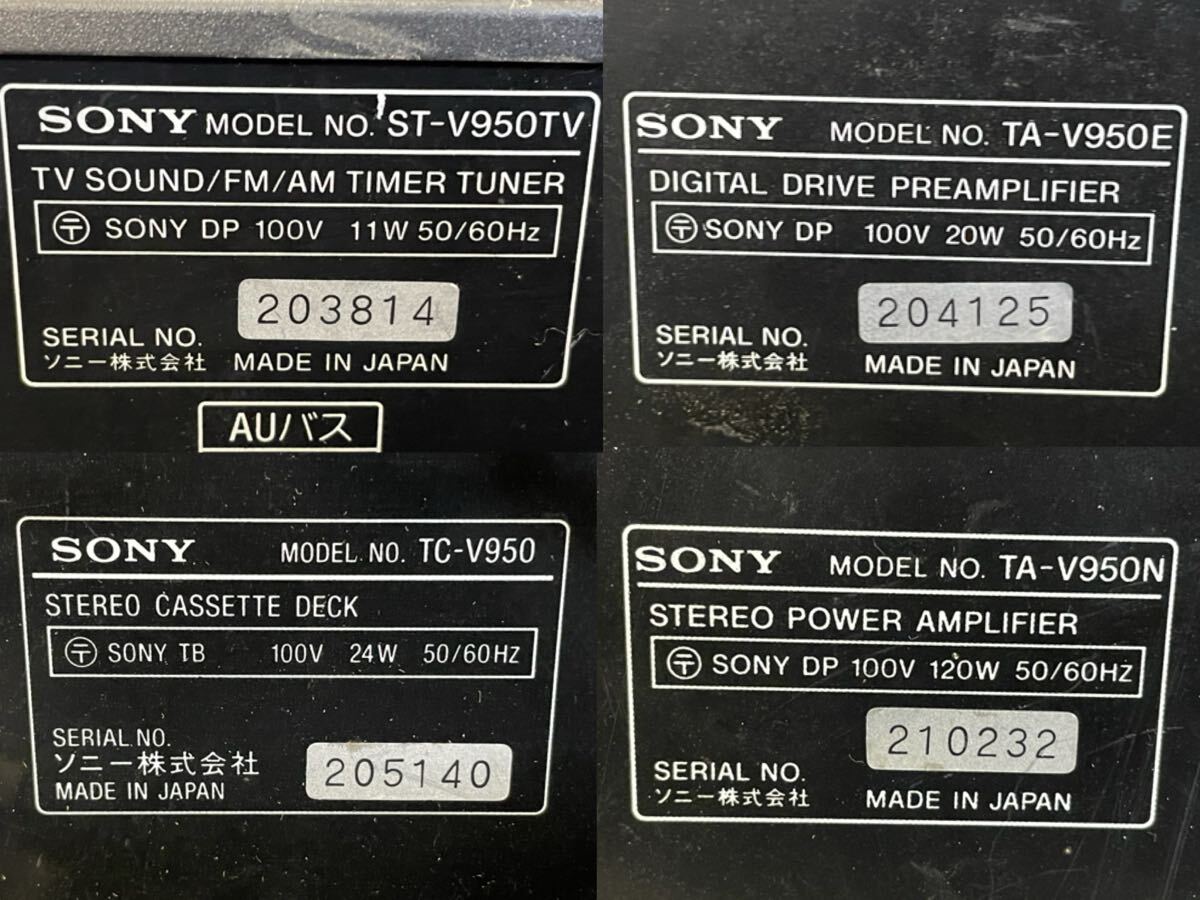 SONY MODEL NO. ST-V950TV
TV SOUND/FM/AM TIMER TUNER
〒 SONY DP 100V 11W 50/60Hz
203814
SERIAL NO.
ソニー株式会社 MADE IN JAPAN
AUバス
SONY MODEL NO. TA-V950E
DIGITAL DRIVE PREAMPLIFIER
〒 SONY DP 100V 20W 50/60Hz
204125
SERIAL NO.
ソニー株式会社 MADE IN JAPAN
SONY MODEL NO. TC-V950
STEREO CASSETTE DECK
〒 SONY TB 100V 24W 50/60Hz
SERIAL NO.
ソニー株式会社 205140
MADE IN JAPAN
SONY MODEL NO. TA-V950N
STEREO POWER AMPLIFIER
〒 SONY DP 100V 120W 50/60Hz
210232
SERIAL NO.
ソニー株式会社 MADE IN JAPAN